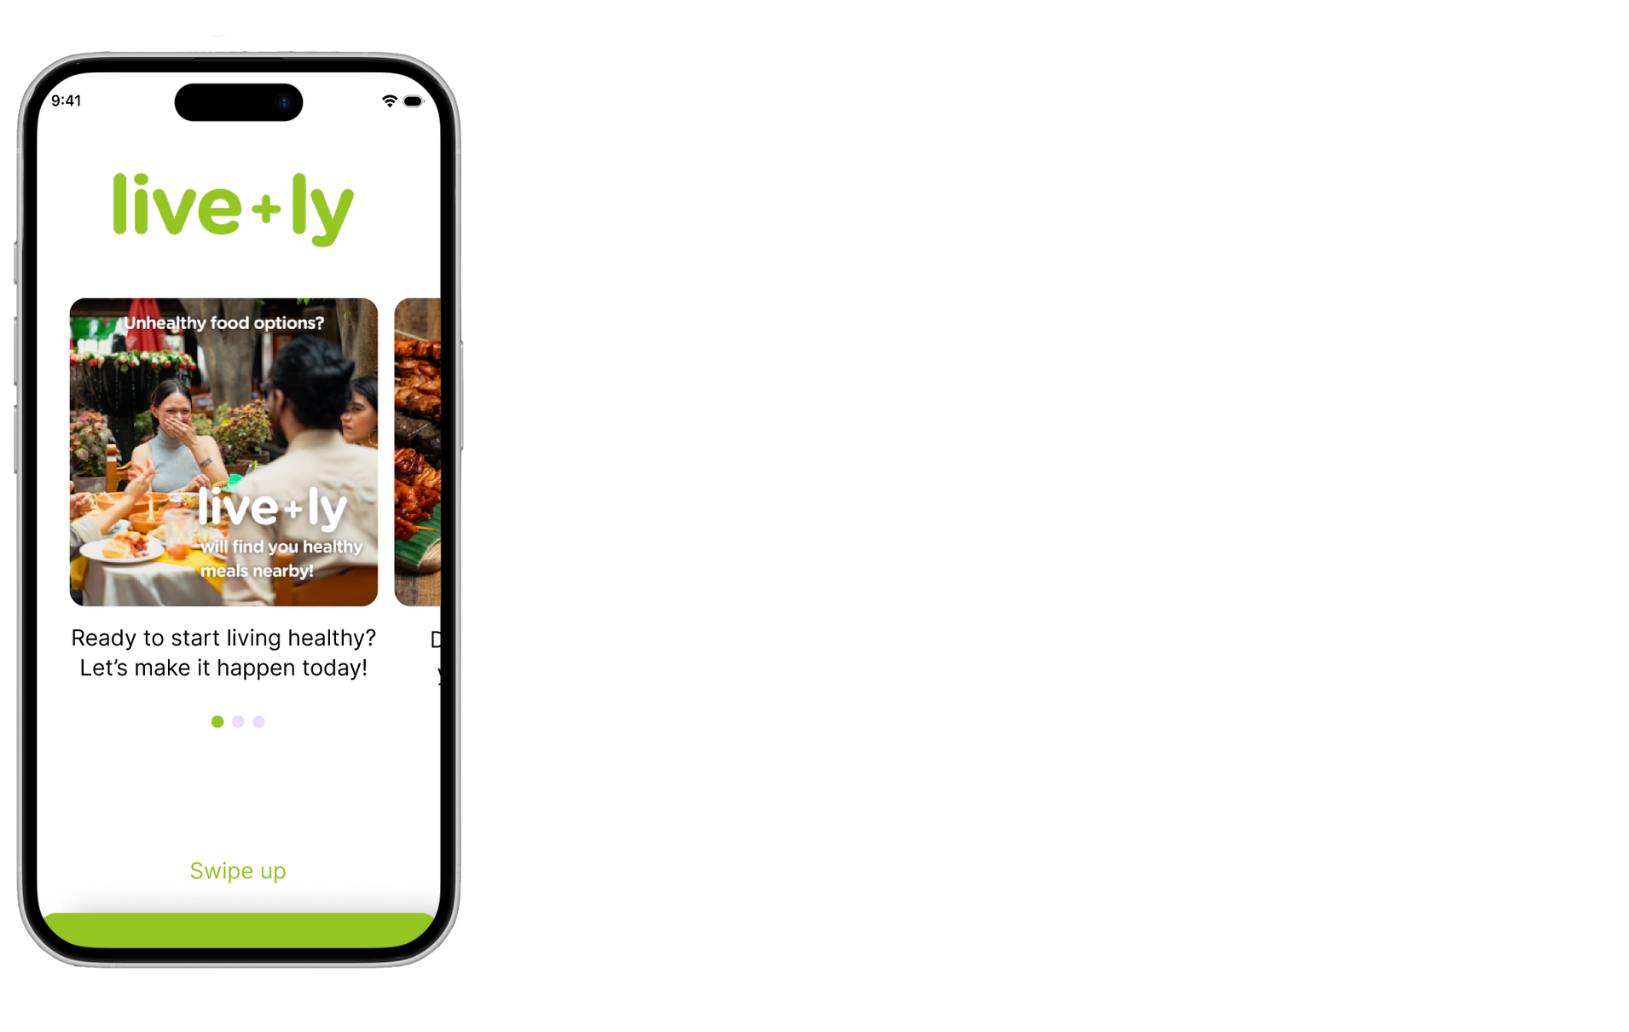 9:41
live+ly
Unhealthy food options?
live+ly
will find you healthy
meals nearby!
Ready to start living healthy?
Let's make it happen today!
D
y
Swipe up